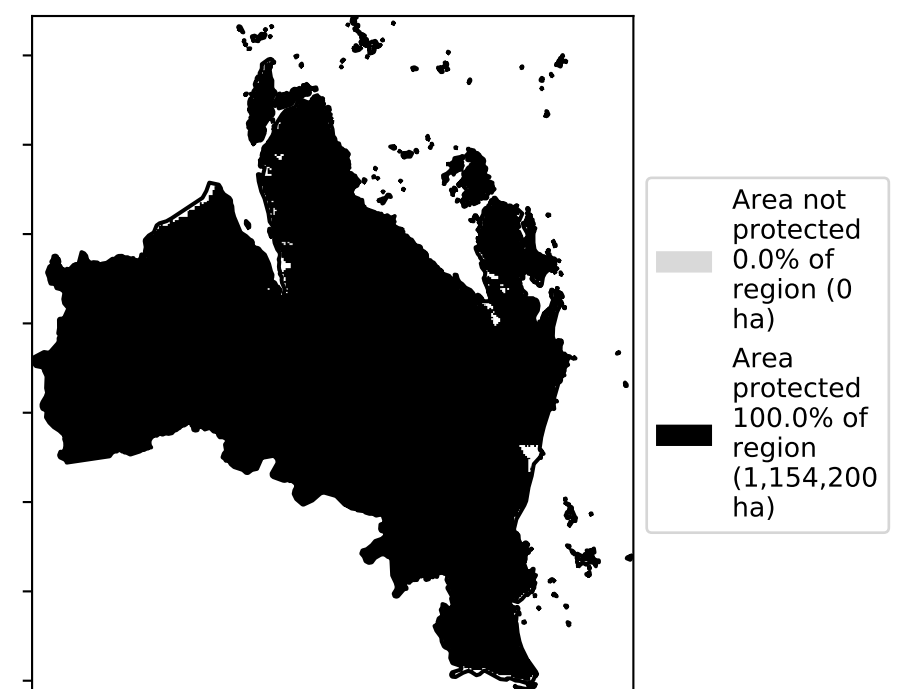 Area not
protected
0.0% of
region (0
ha)
Area
protected
100.0% of
region
(1,154,200
ha)